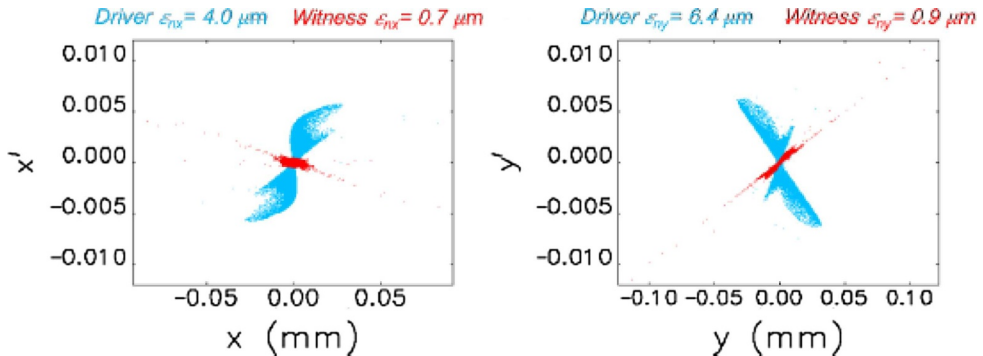 Driver εnx= 4.0 μm Witness εnx= 0.7 μm
0.010
0.005
0.000
−0.005
−0.010
x′
−0.05 0.00 0.05
x (mm)
Driver εny= 6.4 μm Witness εny= 0.9 μm
0.010
0.005
0.000
−0.005
−0.010
y′
−0.10 −0.05 0.00 0.05 0.10
y (mm)